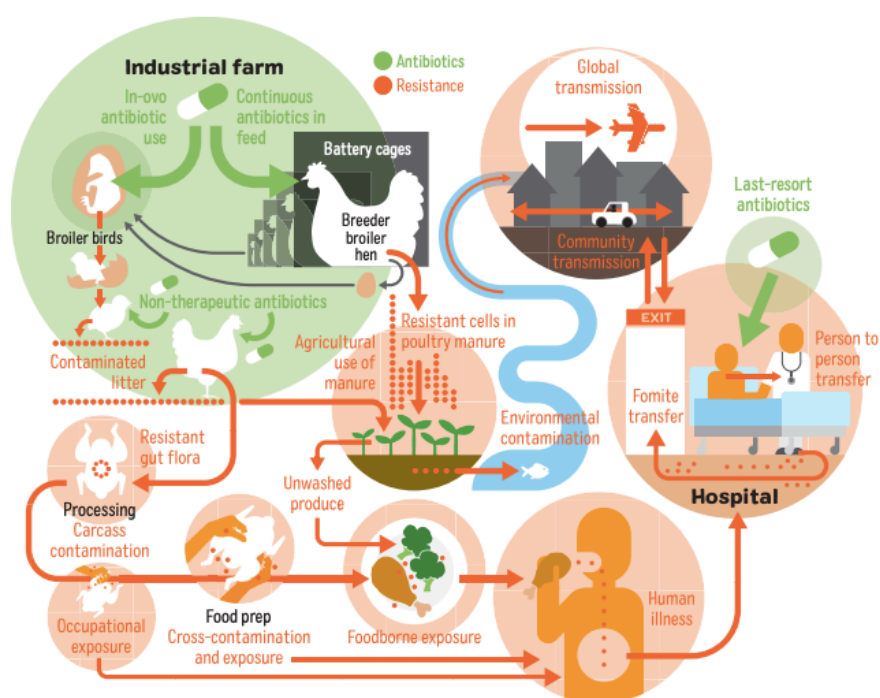 Industrial farm
In-ovo
antibiotic
use
Continuous
antibiotics in
feed
Antibiotics
Resistance
Battery cages
Breeder
broiler
hen
Broiler birds
Non-therapeutic antibiotics
Contaminated
litter
Agricultural
use of
manure
Resistant cells in
poultry manure
Environmental
contamination
Global
transmission
Community
transmission
Last-resort
antibiotics
EXIT
Person to
person
transfer
Fomite
transfer
Hospital
Resistant
gut flora
Processing
Carcass
contamination
Unwashed
produce
Occupational
exposure
Food prep
Cross-contamination
and exposure
Foodborne exposure
Human
illness